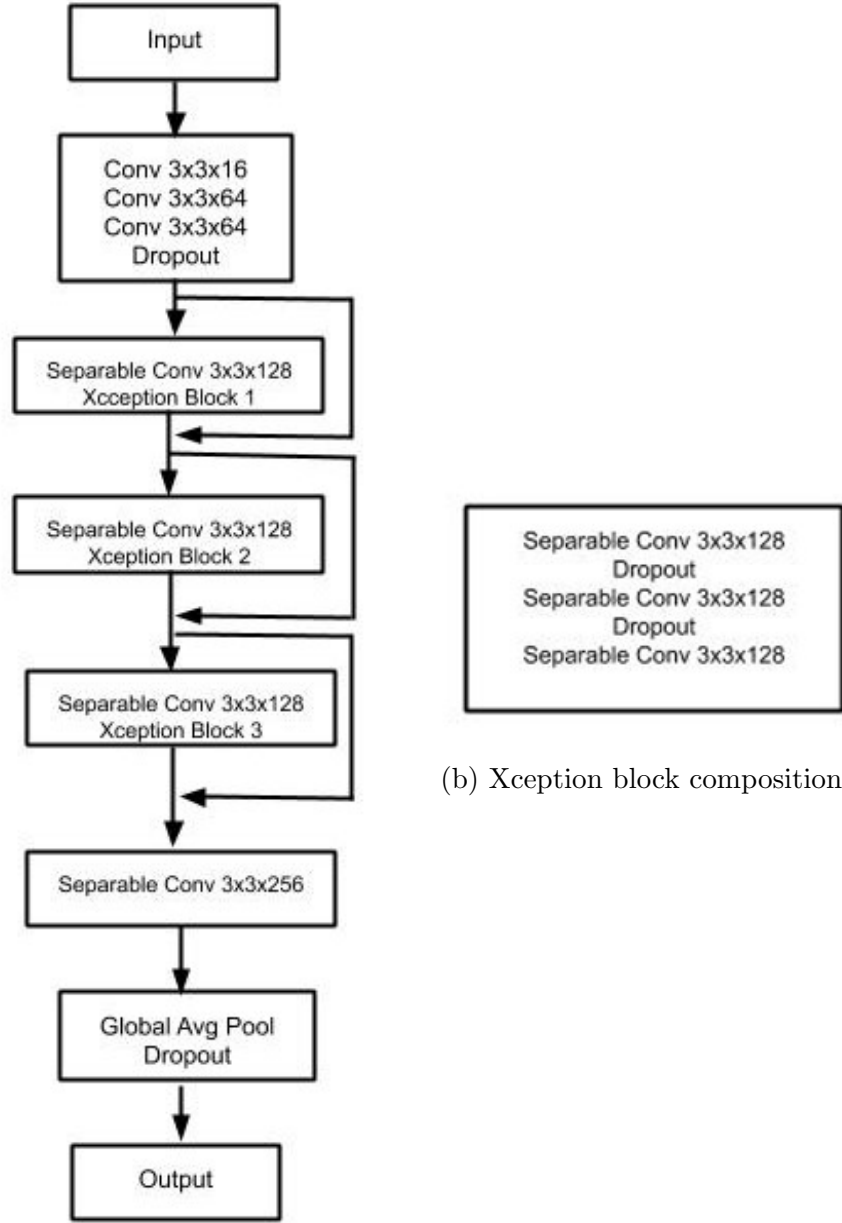 Input
Conv 3x3x16
Conv 3x3x64
Conv 3x3x64
Dropout
Separable Conv 3x3x128
Xcception Block 1
Separable Conv 3x3x128
Xception Block 2
Separable Conv 3x3x128
Xception Block 3
Separable Conv 3x3x256
Global Avg Pool
Dropout
Output
Separable Conv 3x3x128
Dropout
Separable Conv 3x3x128
Dropout
Separable Conv 3x3x128
(b) Xception block composition